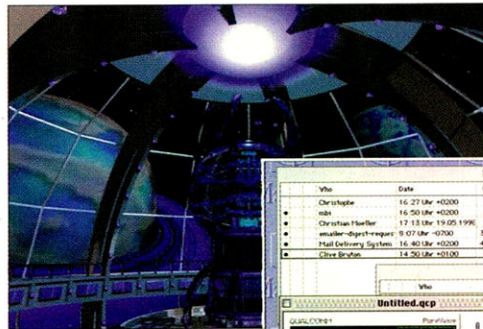 Who Date
Christophe 16:27 Uhr +0200
mbi 16:50 Uhr +0200
Christian Moeller 17:13 Uhr 19.05.199
emailer-digest-reques 9:07 Uhr -0700
Mail Delivery System 16:40 Uhr +0200
Clive Bruton 14:50 Uhr +0100
Who
Untitled.qcp
QUALCOMM PureVoice